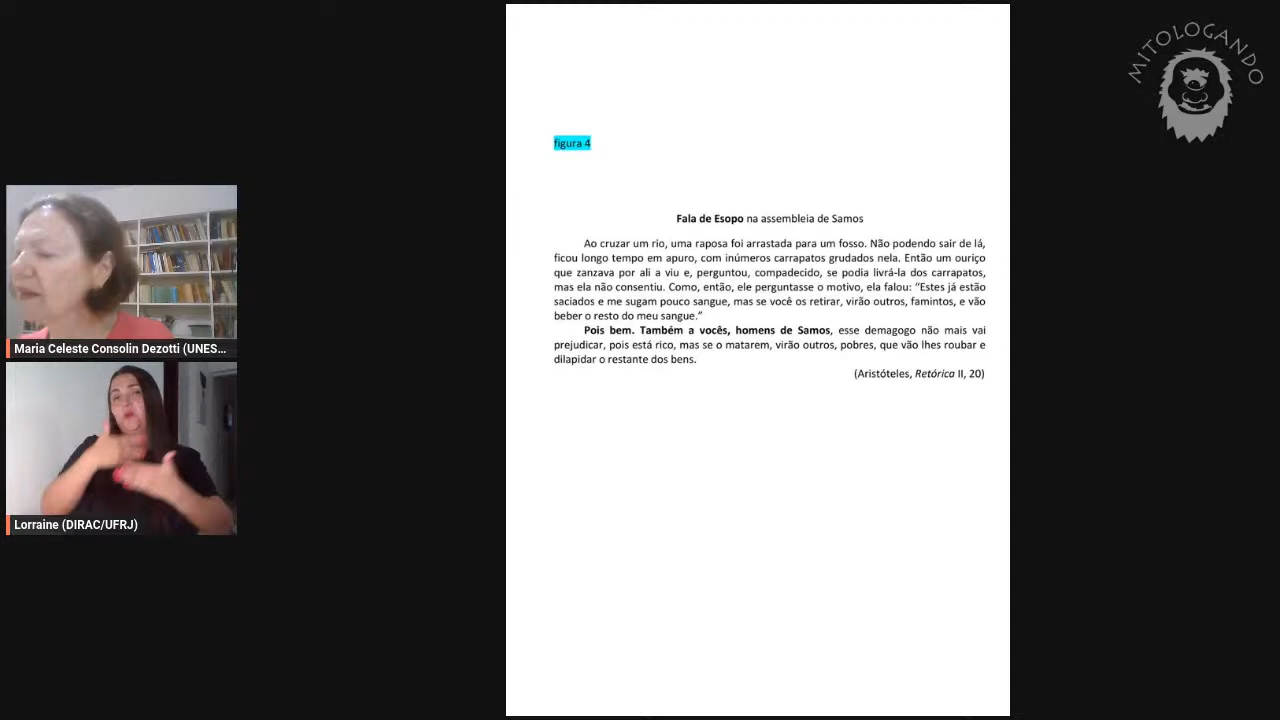 MITOLOGANDO
figura 4
Fala de Esopo na assembleia de Samos
Ao cruzar um rio, uma raposa foi arrastada para um fosso. Não podendo sair de lá,
ficou longo tempo em apuro, com inúmeros carrapatos grudados nela. Então um ouriço
que zanzava por ali a viu e, perguntou, compadecido, se podia livrá-la dos carrapatos,
mas ela não consentiu. Como, então, ele perguntasse o motivo, ela falou: “Estes já estão
saciados e me sugam pouco sangue, mas se você os retirar, virão outros, famintos, e vão
beber o resto do meu sangue.”
Pois bem. Também a vocês, homens de Samos, esse demagogo não mais vai
prejudicar, pois está rico, mas se o matarem, virão outros, pobres, que vão lhes roubar e
dilapidar o restante dos bens.
(Aristóteles, Retórica II, 20)
Maria Celeste Consolin Dezotti (UNES...
Lorraine (DIRAC/UFRJ)